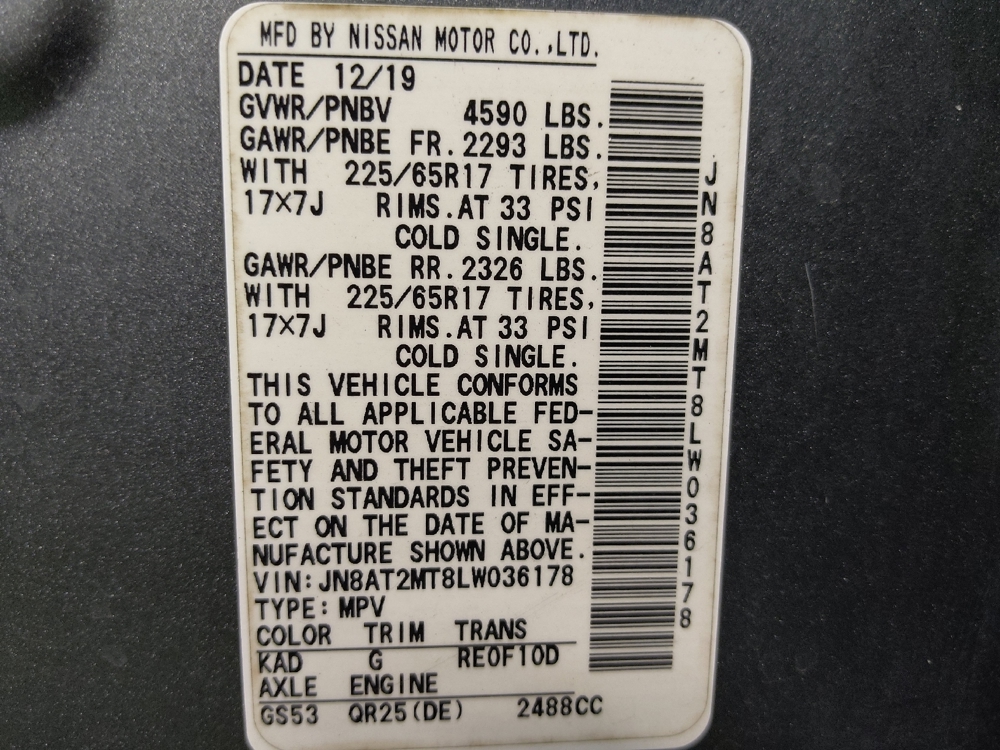 MFD BY NISSAN MOTOR CO.,LTD.
DATE 12/19
GVWR/PNBV 4590 LBS.
GAWR/PNBE FR.2293 LBS.
WITH 225/65R17 TIRES,
17×7J RIMS.AT 33 PSI
COLD SINGLE.
GAWR/PNBE RR.2326 LBS.
WITH 225/65R17 TIRES,
17×7J RIMS.AT 33 PSI
COLD SINGLE.
THIS VEHICLE CONFORMS
TO ALL APPLICABLE FED-
ERAL MOTOR VEHICLE SA-
FETY AND THEFT PREVEN-
TION STANDARDS IN EFF-
ECT ON THE DATE OF MA-
NUFACTURE SHOWN ABOVE.
VIN:JN8AT2MT8LW036178
TYPE:MPV
COLOR TRIM TRANS
KAD G RE0F10D
AXLE ENGINE
GS53 QR25(DE) 2488CC
JN8AT2MT8LW036178